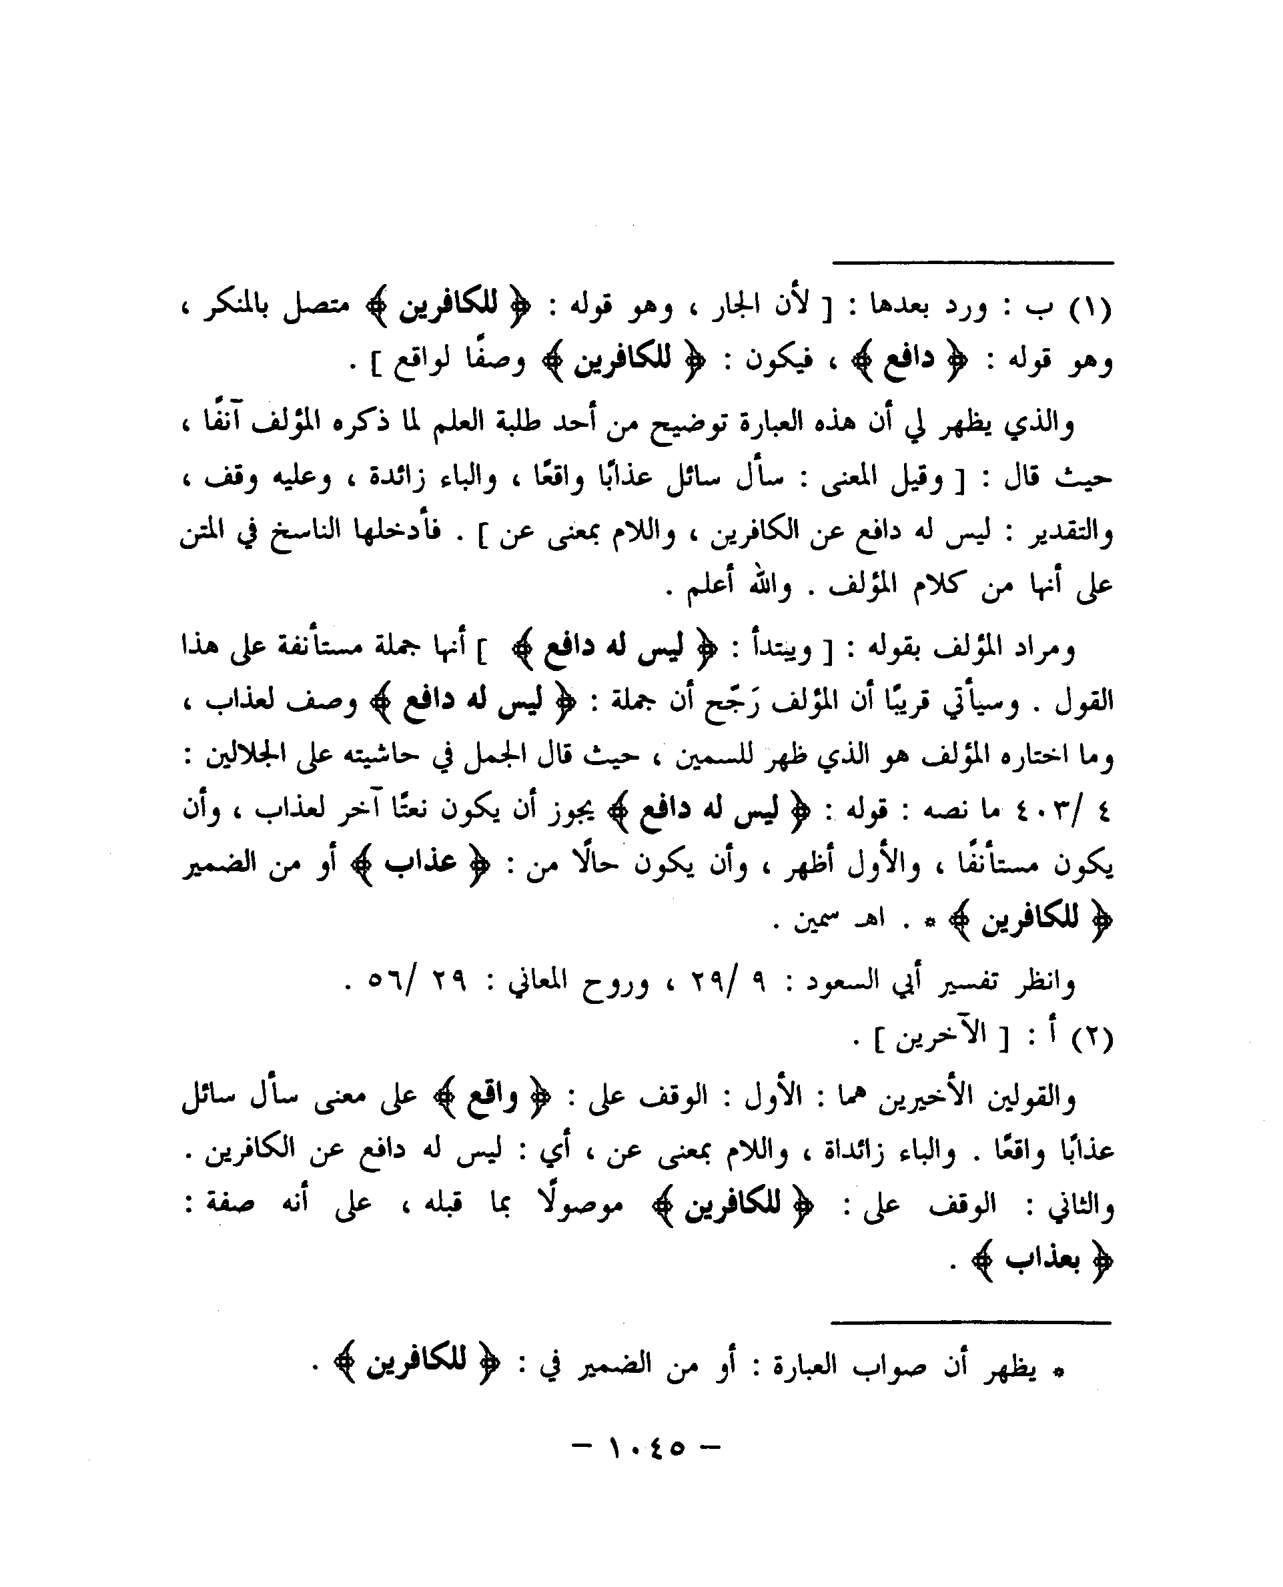 (١) ب : ورد بعدها : [ لأن الجار ، وهو قوله : ﴿ للكافرين ﴾ متصل بالمنكر ،
وهو قوله : ﴿ دافع ﴾ ، فيكون : ﴿ للكافرين ﴾ وصفًا لواقع ] .
والذي يظهر لي أن هذه العبارة توضيح من أحد طلبة العلم لما ذكره المؤلف آنفًا ،
حيث قال : [ وقيل المعنى : سأل سائل عذابًا واقعًا ، والباء زائدة ، وعليه وقف ،
والتقدير : ليس له دافع عن الكافرين ، واللام بمعنى عن ] . فأدخلها الناسخ في المتن
على أنها من كلام المؤلف . والله أعلم .
ومراد المؤلف بقوله : [ ويبتدأ : ﴿ ليس له دافع ﴾ ] أنها جملة مستأنفة على هذا
القول . وسيأتي قريبًا أن المؤلف رَجّح أن جملة : ﴿ ليس له دافع ﴾ وصف لعذاب ،
وما اختاره المؤلف هو الذي ظهر للسمين ، حيث قال الجمل في حاشيته على الجلالين :
٤ /٤٠٣ ما نصه : قوله : ﴿ ليس له دافع ﴾ يجوز أن يكون نعتًا آخر لعذاب ، وأن
يكون مستأنفًا ، والأول أظهر ، وأن يكون حالًا من : ﴿ عذاب ﴾ أو من الضمير
﴿ للكافرين ﴾ * . اهـ سمين .
وانظر تفسير أبي السعود : ٩ /٢٩ ، وروح المعاني : ٢٩ /٥٦ .
(٢) أ : [ الآخرين ] .
والقولين الأخيرين هما : الأول : الوقف على : ﴿ واقع ﴾ على معنى سأل سائل
عذابًا واقعًا . والباء زائداة ، واللام بمعنى عن ، أي : ليس له دافع عن الكافرين .
والثاني : الوقف على : ﴿ للكافرين ﴾ موصولًا بما قبله ، على أنه صفة :
﴿ بعذاب ﴾ .
* يظهر أن صواب العبارة : أو من الضمير في : ﴿ للكافرين ﴾ .
– ١٠٤٥ –